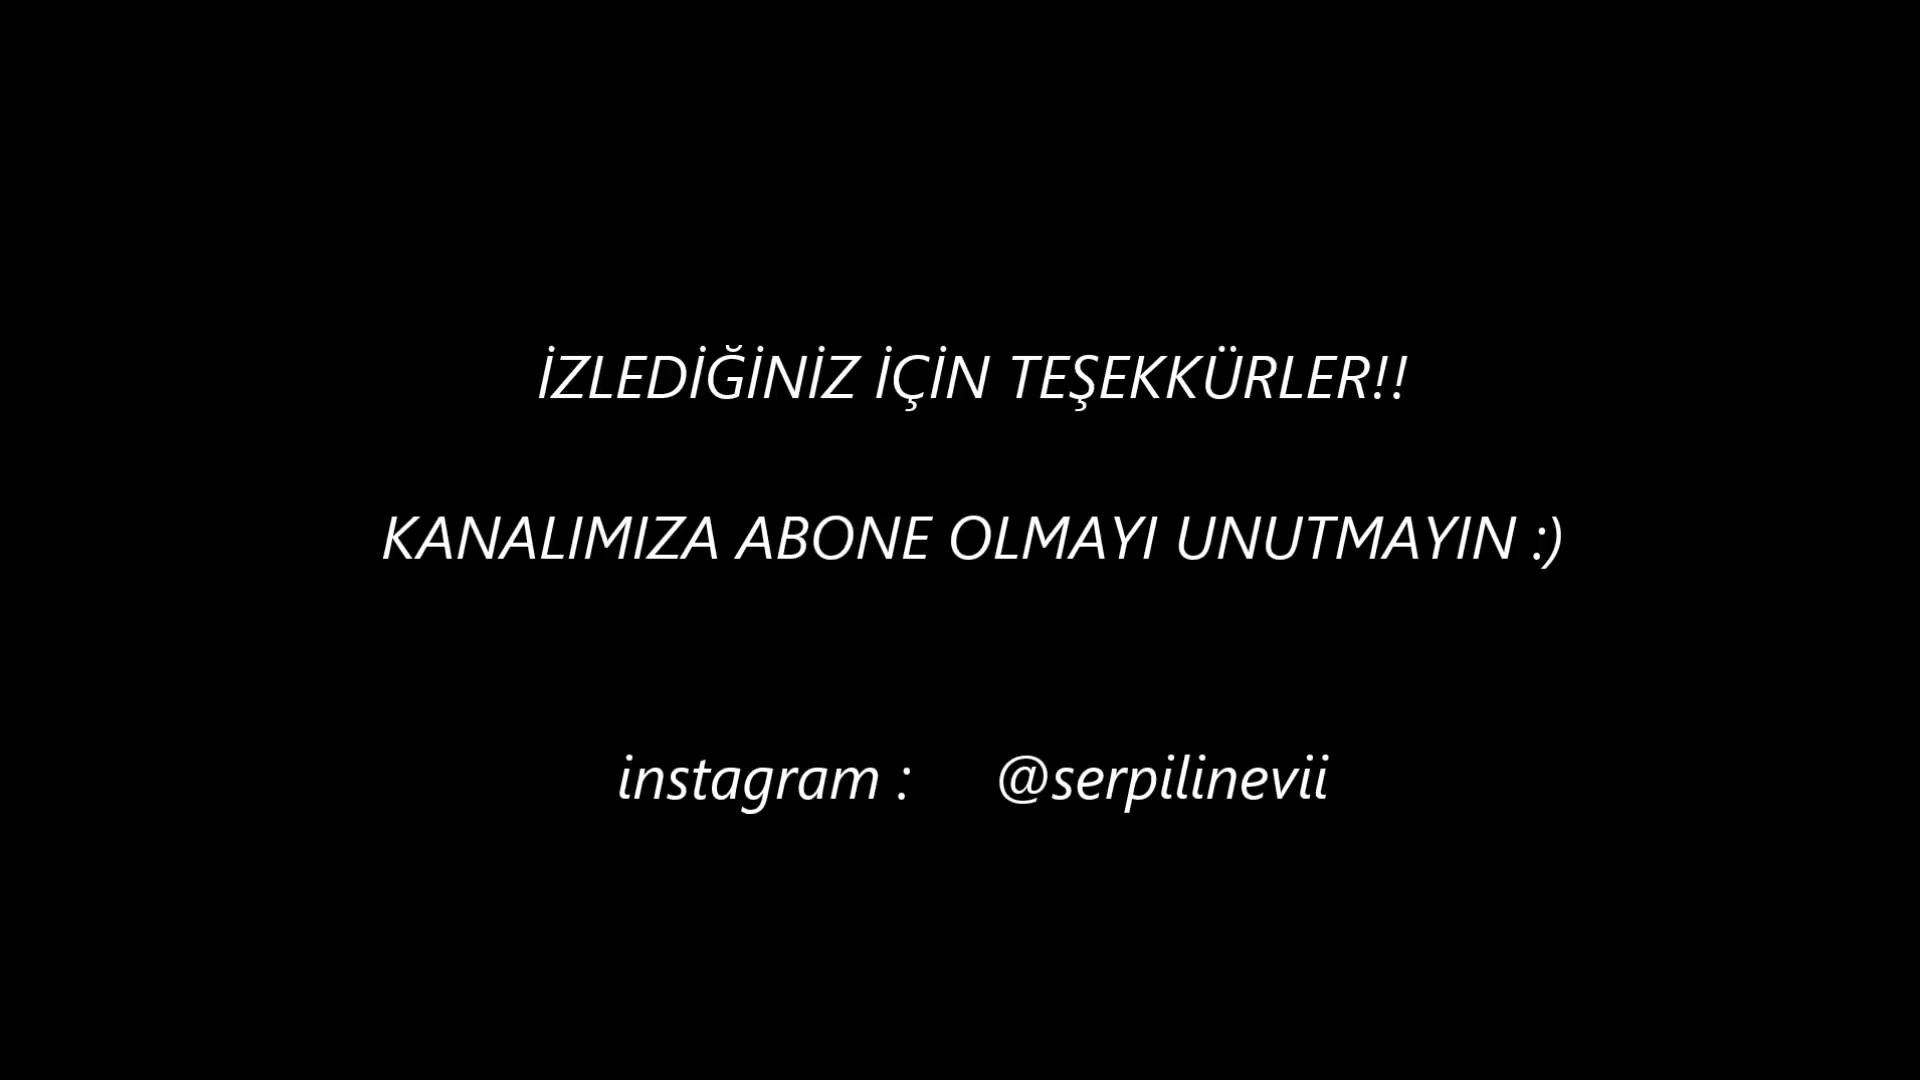 İZLEDİĞİNİZ İÇİN TEŞEKKÜRLER!!
KANALIMIZA ABONE OLMAYI UNUTMAYIN :)
instagram : @serpilinevii